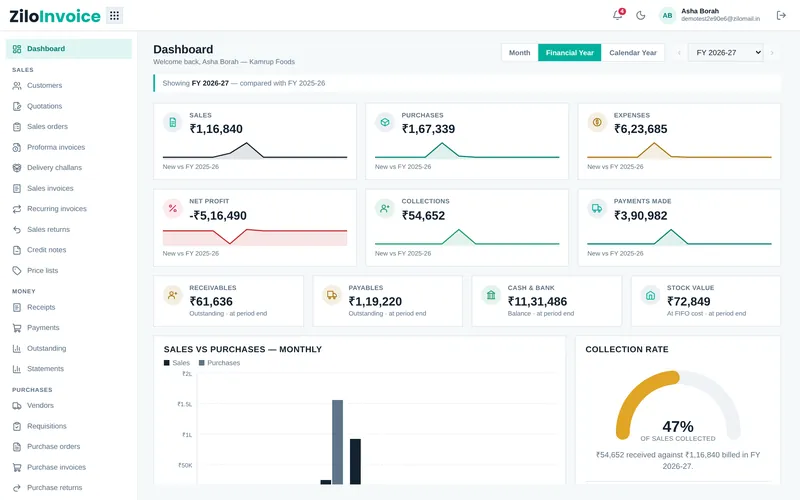 ZiloInvoice
4
AB
Asha Borah
demotest2e90e6@zilomail.in
Dashboard
SALES
Customers
Quotations
Sales orders
Proforma invoices
Delivery challans
Sales invoices
Recurring invoices
Sales returns
Credit notes
Price lists
MONEY
Receipts
Payments
Outstanding
Statements
PURCHASES
Vendors
Requisitions
Purchase orders
Purchase invoices
Purchase returns
Dashboard
Welcome back, Asha Borah — Kamrup Foods
Month
Financial Year
Calendar Year
FY 2026-27
Showing FY 2026-27 — compared with FY 2025-26
SALES
₹1,16,840
New vs FY 2025-26
PURCHASES
₹1,67,339
New vs FY 2025-26
EXPENSES
₹6,23,685
New vs FY 2025-26
NET PROFIT
-₹5,16,490
New vs FY 2025-26
COLLECTIONS
₹54,652
New vs FY 2025-26
PAYMENTS MADE
₹3,90,982
New vs FY 2025-26
RECEIVABLES
₹61,636
Outstanding · at period end
PAYABLES
₹1,19,220
Outstanding · at period end
CASH & BANK
₹11,31,486
Balance · at period end
STOCK VALUE
₹72,849
At FIFO cost · at period end
SALES VS PURCHASES — MONTHLY
Sales
Purchases
₹2L
₹1.5L
₹1L
₹50K
COLLECTION RATE
47%
OF SALES COLLECTED
₹54,652 received against ₹1,16,840 billed in FY
2026-27.